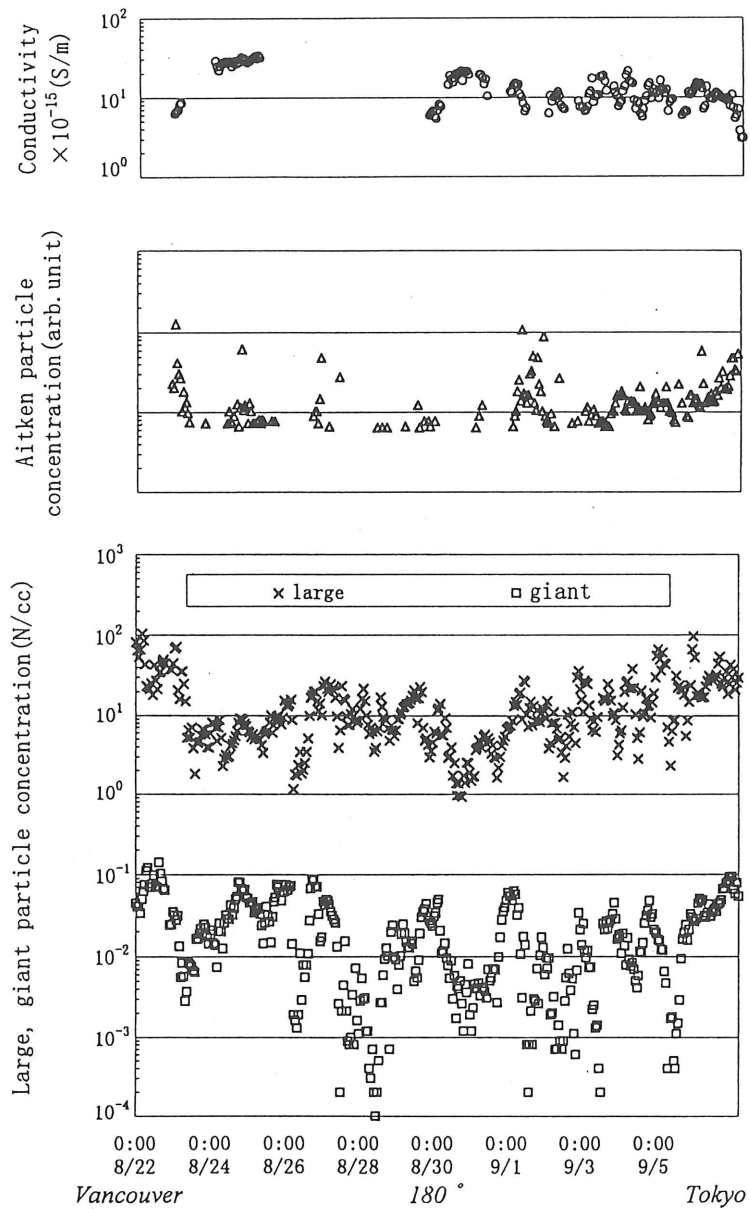 Conductivity
×10⁻¹⁵(S/m)
10²
10¹
10⁰
Aitken particle
concentration(arb.unit)
Large, giant particle concentration(N/cc)
10³
× large □ giant
10²
10¹
10⁰
10⁻¹
10⁻²
10⁻³
10⁻⁴
0:00 0:00 0:00 0:00 0:00 0:00 0:00 0:00
8/22 8/24 8/26 8/28 8/30 9/1 9/3 9/5
Vancouver 180° Tokyo